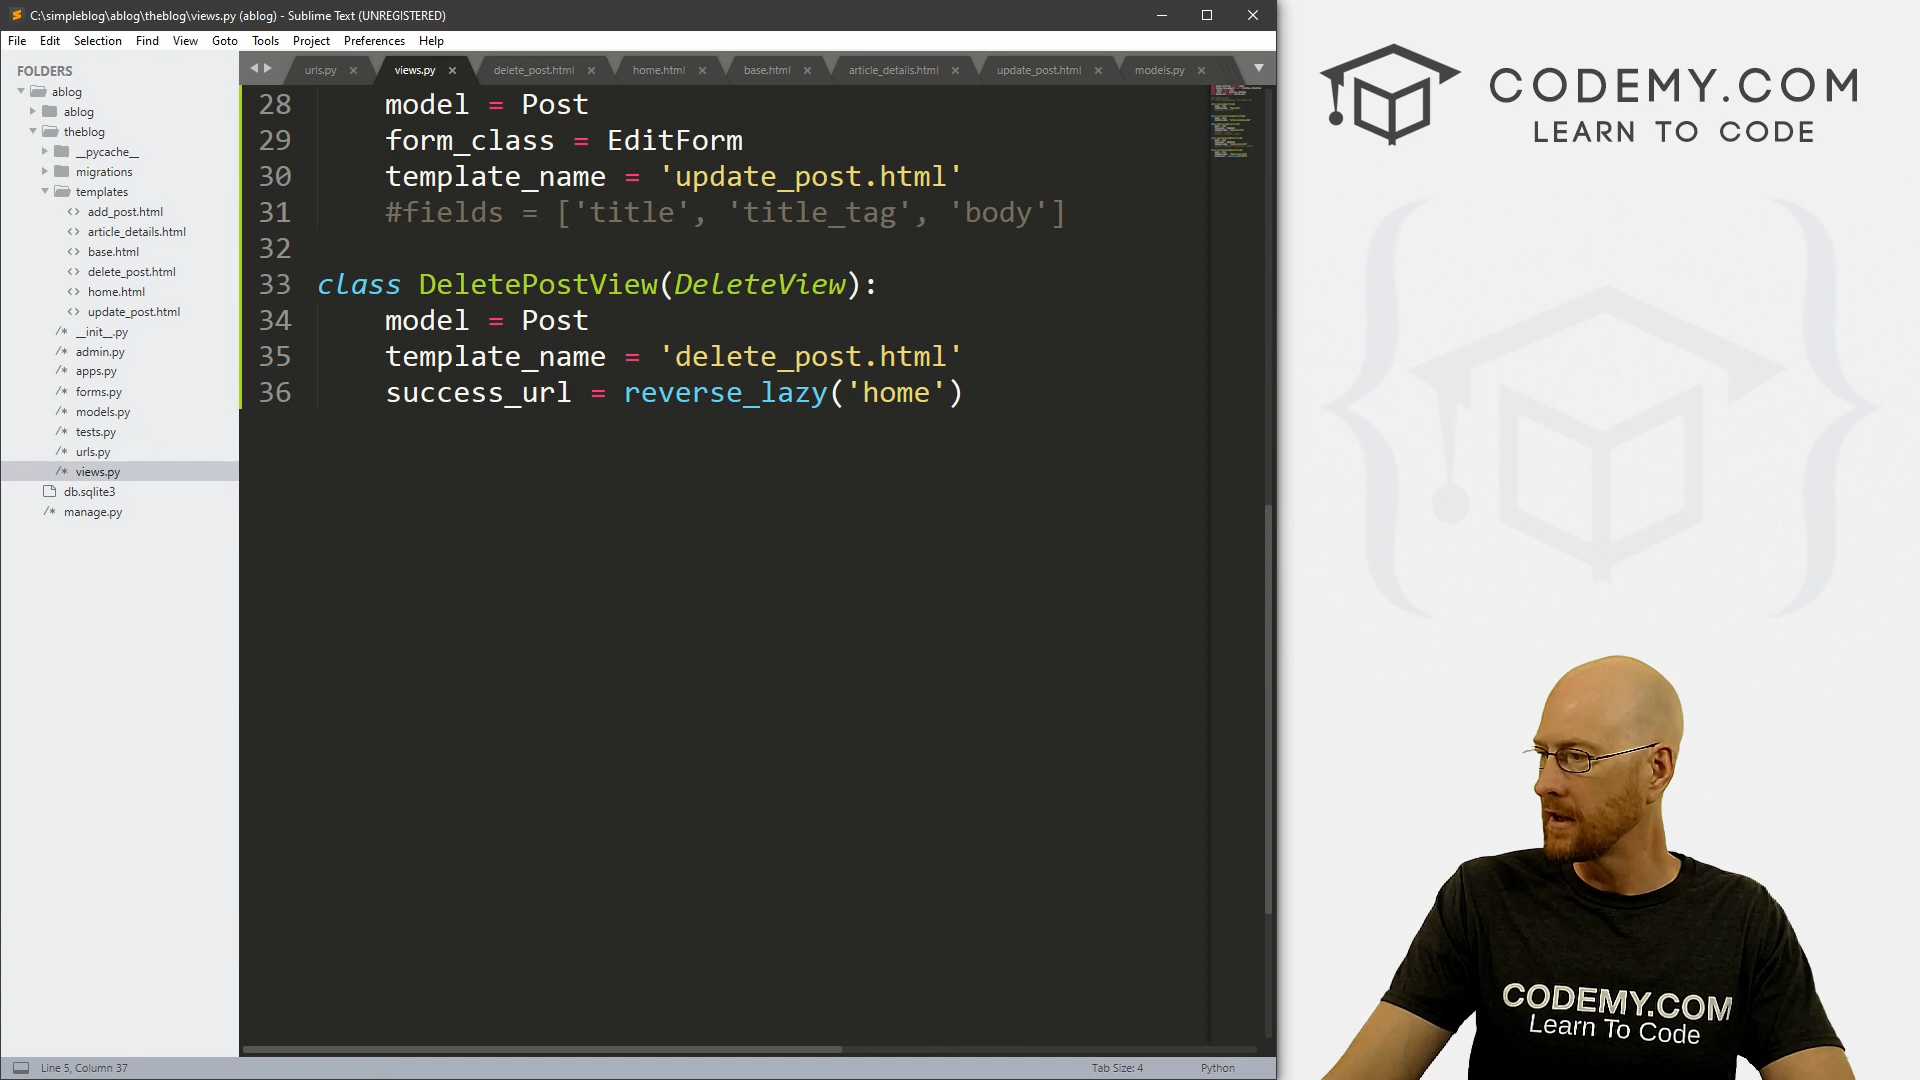 C:\simpleblog\ablog\theblog\views.py (ablog) - Sublime Text (UNREGISTERED)
File Edit Selection Find View Goto Tools Project Preferences Help
FOLDERS
ablog
ablog
theblog
__pycache__
migrations
templates
add_post.html
article_details.html
base.html
delete_post.html
home.html
update_post.html
__init__.py
admin.py
apps.py
forms.py
models.py
tests.py
urls.py
views.py
db.sqlite3
manage.py
urls.py views.py delete_post.html home.html base.html article_details.html update_post.html models.py
28 model = Post
29 form_class = EditForm
30 template_name = 'update_post.html'
31 #fields = ['title', 'title_tag', 'body']
32
33 class DeletePostView(DeleteView):
34 model = Post
35 template_name = 'delete_post.html'
36 success_url = reverse_lazy('home')
Line 5, Column 37 Tab Size: 4 Python
CODEMY.COM
LEARN TO CODE
CODEMY.COM
Learn To Code